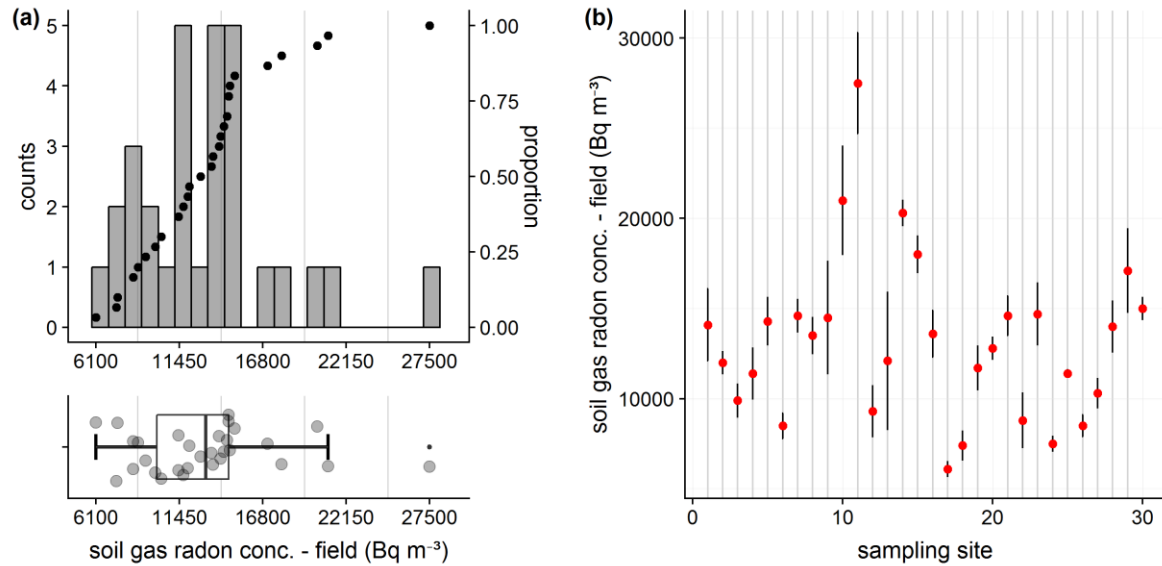 (a)
counts
5
4
3
2
1
0
1.00
0.75
0.50
0.25
0.00
proportion
6100 11450 16800 22150 27500
6100 11450 16800 22150 27500
soil gas radon conc. - field (Bq m⁻³)
(b)
soil gas radon conc. - field (Bq m⁻³)
30000
20000
10000
0 10 20 30
sampling site